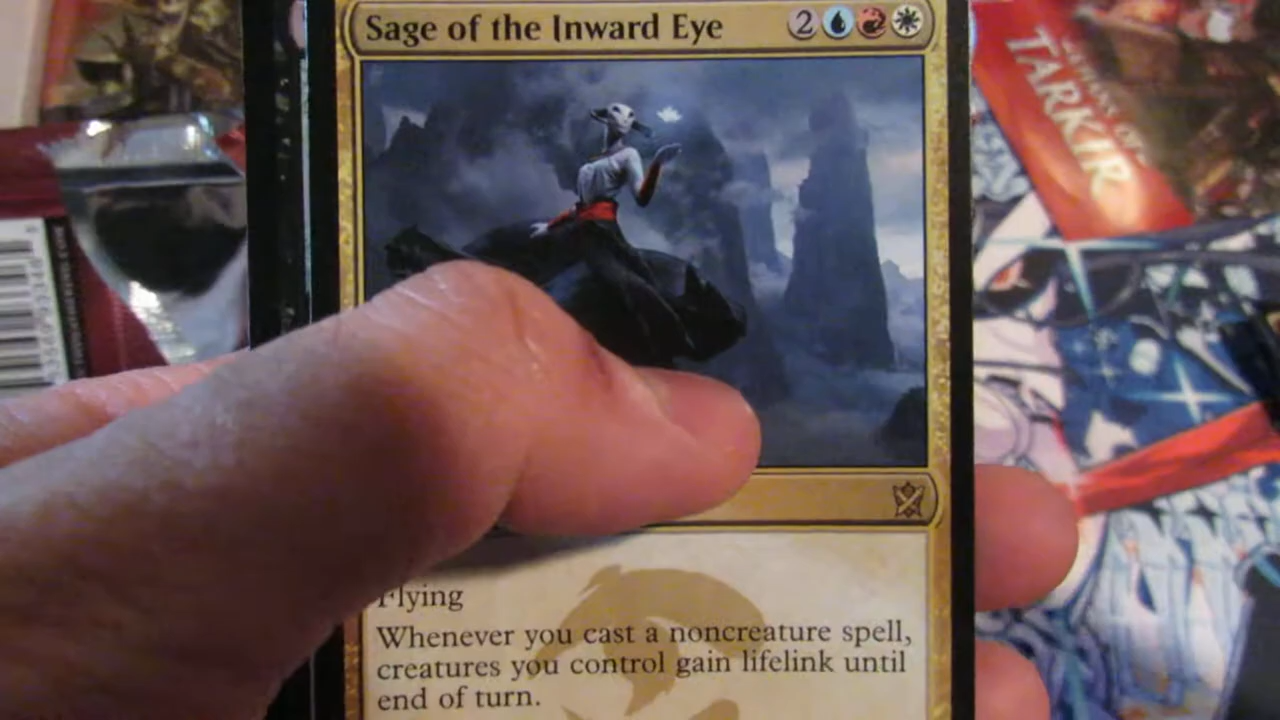 Sage of the Inward Eye 2
TARKIR
Flying
Whenever you cast a noncreature spell,
creatures you control gain lifelink until
end of turn.